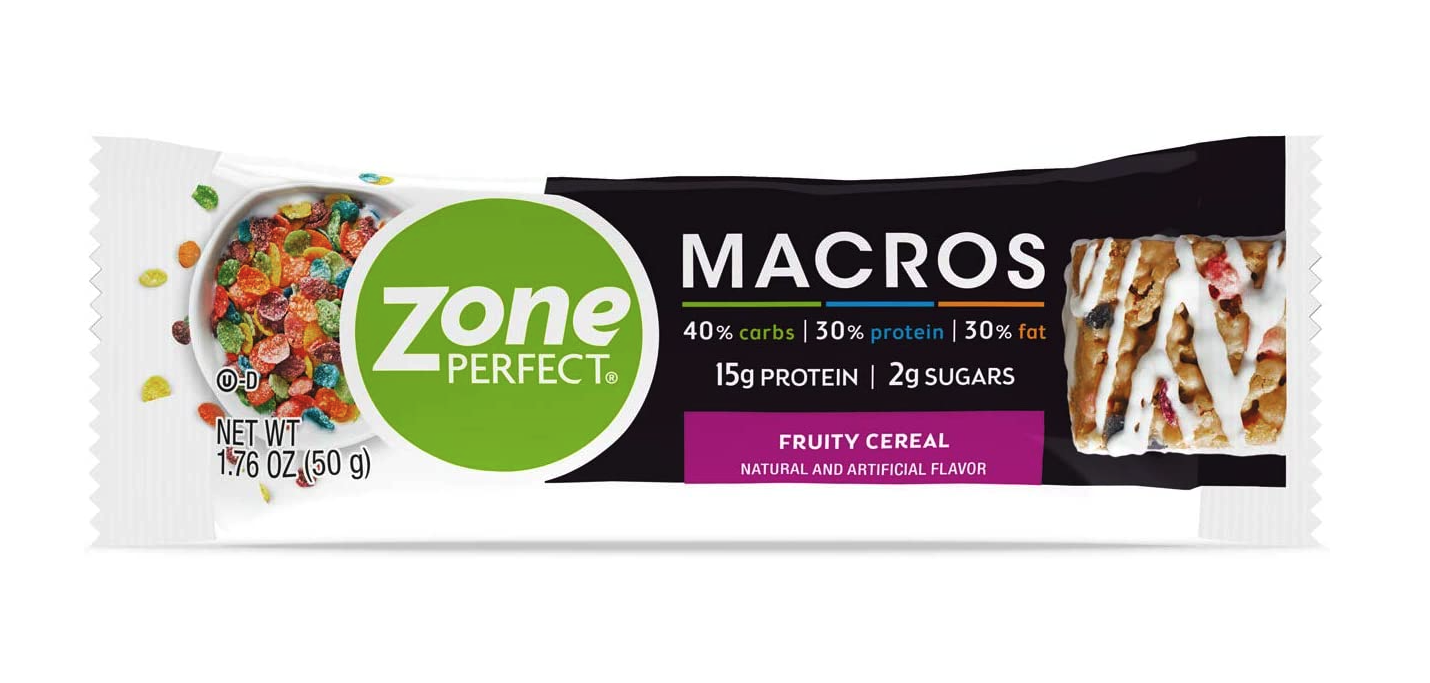 zone
PERFECT®
Ⓤ-D
NET WT
1.76 OZ (50 g)
MACROS
40% carbs | 30% protein | 30% fat
15g PROTEIN | 2g SUGARS
FRUITY CEREAL
NATURAL AND ARTIFICIAL FLAVOR